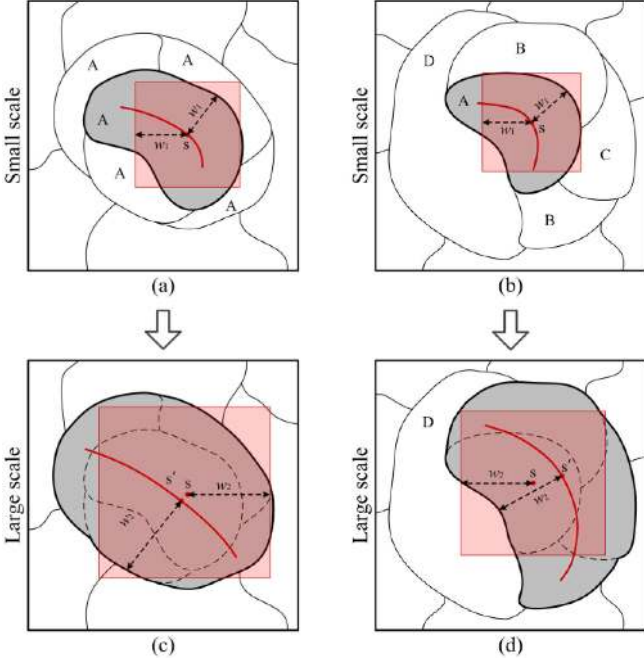 Small scale
A
A
A
A
A
W₁
W₁
S
(a)
Small scale
D
B
A
W₁
W₁
S
C
B
(b)
Large scale
S'
S
W₂
W₂
(c)
Large scale
D
S
S'
W₂
W₂
(d)